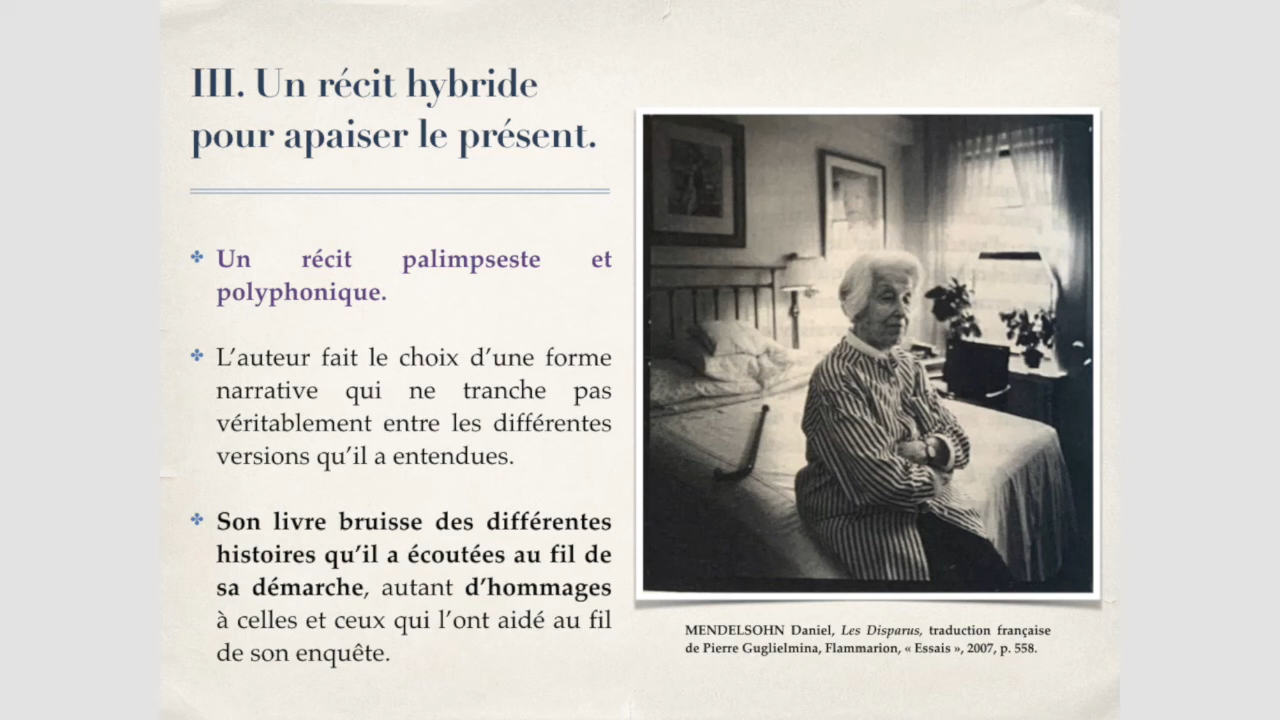 III. Un récit hybride
pour apaiser le présent.
Un récit palimpseste et
polyphonique.
L’auteur fait le choix d’une forme
narrative qui ne tranche pas
véritablement entre les différentes
versions qu’il a entendues.
Son livre bruisse des différentes
histoires qu’il a écoutées au fil de
sa démarche, autant d’hommages
à celles et ceux qui l’ont aidé au fil
de son enquête.
MENDELSOHN Daniel, Les Disparus, traduction française
de Pierre Guglielmina, Flammarion, « Essais », 2007, p. 558.